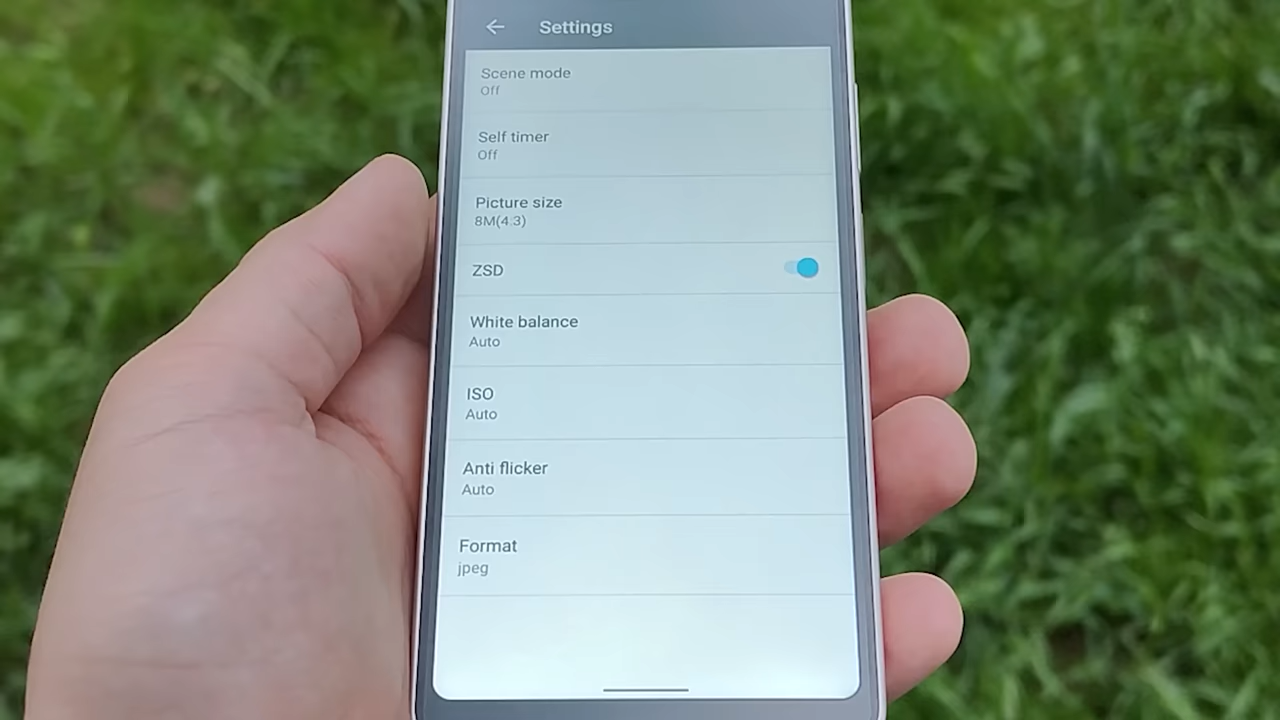 Settings
Scene mode
Off
Self timer
Off
Picture size
8M(4.3)
ZSD
White balance
Auto
ISO
Auto
Anti flicker
Auto
Format
jpeg